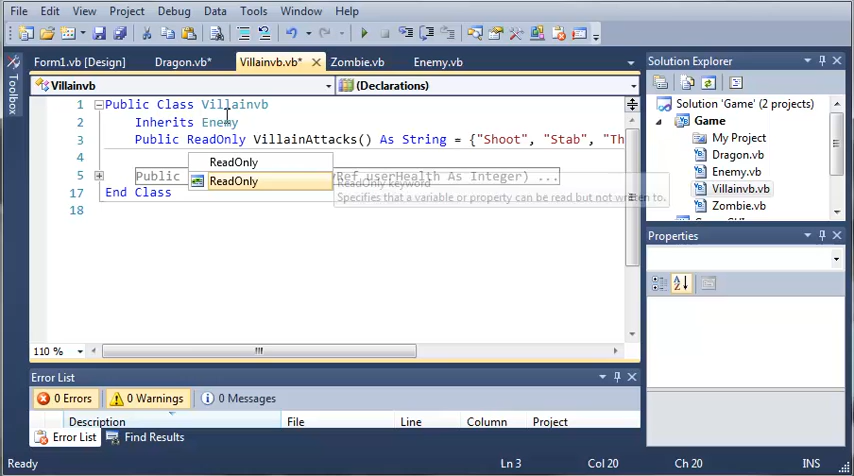 File Edit View Project Debug Data Tools Window Help
Form1.vb [Design] Dragon.vb* Villainvb.vb* Zombie.vb Enemy.vb
Toolbox
Villainvb (Declarations)
1 Public Class Villainvb
2 Inherits Enemy
3 Public ReadOnly VillainAttacks() As String = {"Shoot", "Stab", "Th
4 ReadOnly
5 Public Ref userHealth As Integer) ...
ReadOnly
ReadOnly keyword
Specifies that a variable or property can be read but not written to.
17 End Class
18
110 %
Solution Explorer
Solution 'Game' (2 projects)
Game
My Project
Dragon.vb
Enemy.vb
Villainvb.vb
Zombie.vb
Properties
Error List
0 Errors 0 Warnings 0 Messages
Description File Line Column Project
Error List Find Results
Ready Ln 3 Col 20 Ch 20 INS